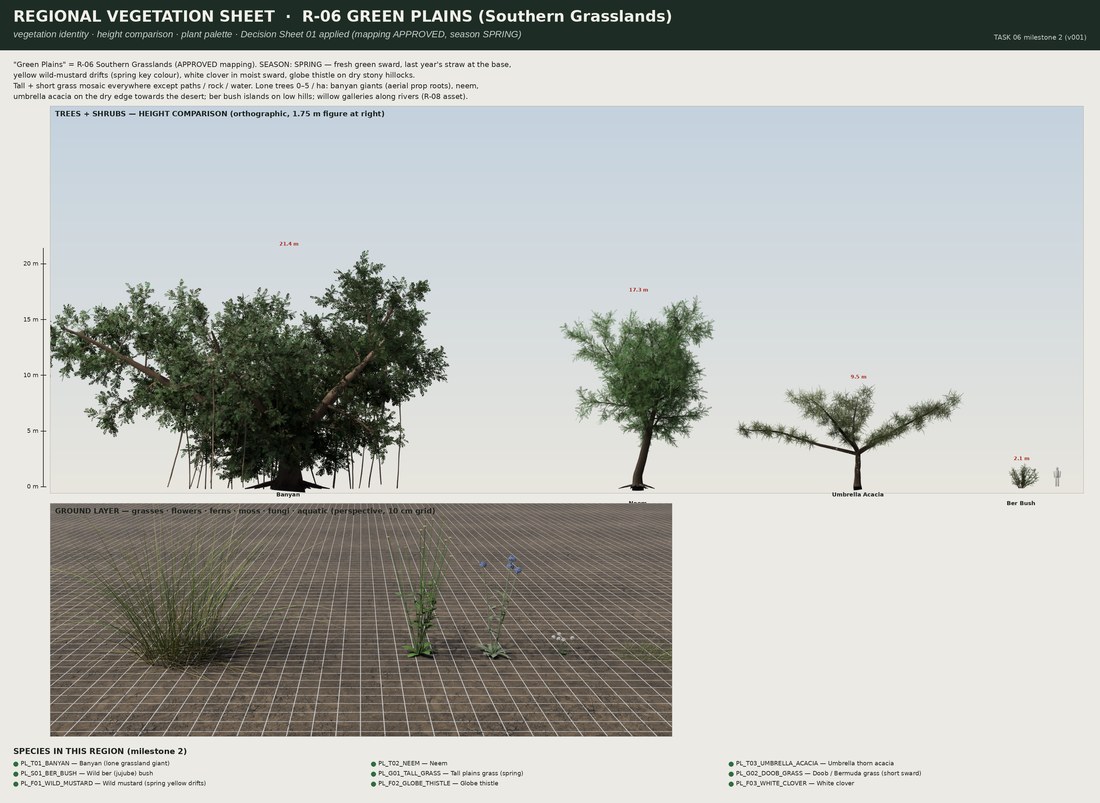 REGIONAL VEGETATION SHEET · R-06 GREEN PLAINS (Southern Grasslands)
vegetation identity · height comparison · plant palette · Decision Sheet 01 applied (mapping APPROVED, season SPRING)
TASK 06 milestone 2 (v001)
"Green Plains" = R-06 Southern Grasslands (APPROVED mapping). SEASON: SPRING — fresh green sward, last year's straw at the base,
yellow wild-mustard drifts (spring key colour), white clover in moist sward, globe thistle on dry stony hillocks.
Tall + short grass mosaic everywhere except paths / rock / water. Lone trees 0–5 / ha: banyan giants (aerial prop roots), neem,
umbrella acacia on the dry edge towards the desert; ber bush islands on low hills; willow galleries along rivers (R-08 asset).
TREES + SHRUBS — HEIGHT COMPARISON (orthographic, 1.75 m figure at right)
21.4 m
20 m
17.3 m
15 m
10 m
9.5 m
5 m
2.1 m
0 m
Banyan
Umbrella Acacia
Neem
Ber Bush
GROUND LAYER — grasses · flowers · ferns · moss · fungi · aquatic (perspective, 10 cm grid)
SPECIES IN THIS REGION (milestone 2)
PL_T01_BANYAN — Banyan (lone grassland giant)
PL_T02_NEEM — Neem
PL_T03_UMBRELLA_ACACIA — Umbrella thorn acacia
PL_S01_BER_BUSH — Wild ber (jujube) bush
PL_G01_TALL_GRASS — Tall plains grass (spring)
PL_G02_DOOB_GRASS — Doob / Bermuda grass (short sward)
PL_F01_WILD_MUSTARD — Wild mustard (spring yellow drifts)
PL_F02_GLOBE_THISTLE — Globe thistle
PL_F03_WHITE_CLOVER — White clover